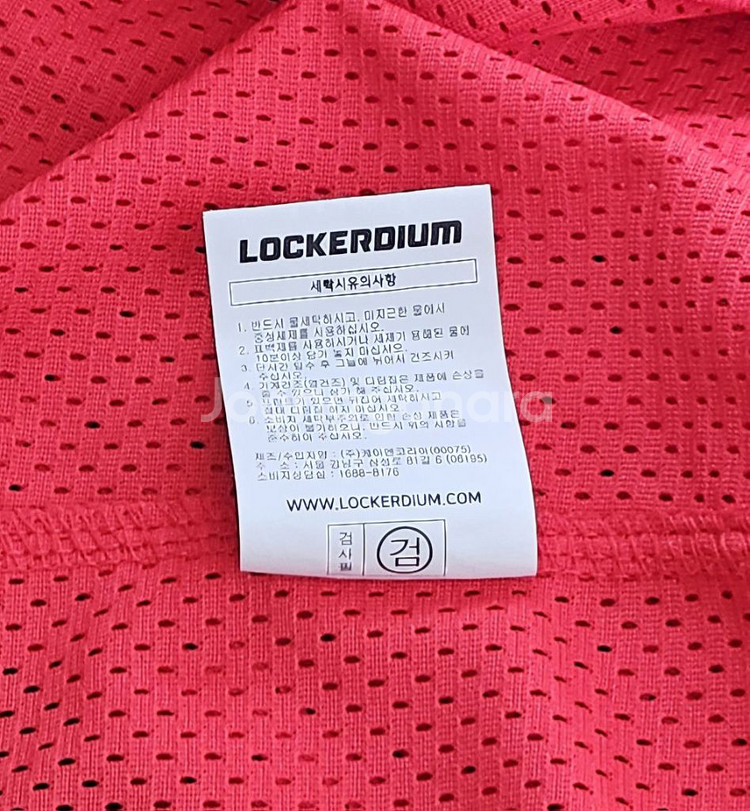 LOCKERDIUM
세탁시유의사항
1. 반드시 물세탁하시고, 미지근한 물에서
중성세제를 사용하십시오.
2. 표백제를 사용하시거나 세제가 용해된 물에
10분이상 담가 놓지 마십시오.
3. 단시간 탈수 후 그늘에 뉘어서 건조시켜
주십시오.
4. 기계건조(열건조) 및 다림질은 제품에 손상을
줄 수 있으니 삼가 해 주십시오.
5. 프린트가 있으면 뒤집어 세탁하시고
절대 다림질 하지 마십시오.
6. 소비자 세탁부주의로 인한 손상 제품은
보상이 불가하오니, 반드시 위의 사항을
준수하여 주십시오.
제조/수입자명 : (주)케이엔코리아(00075)
주 소 : 서울 강남구 삼성로 81길 6 (06195)
소비자상담실 : 1688-8176
WWW.LOCKERDIUM.COM
검사필 검